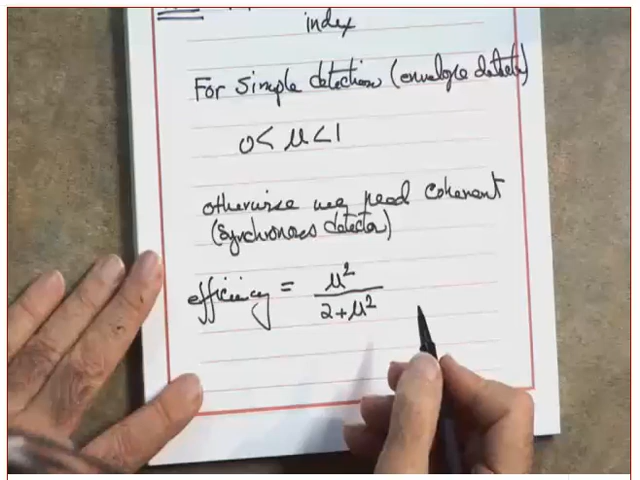 index
For simple detection (envelope detector)
0 < μ < 1
otherwise we need coherent
(synchronous detector)
efficiency = μ² / (2 + μ²)